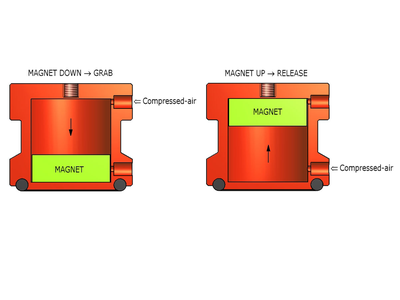 MAGNET DOWN → GRAB
MAGNET UP → RELEASE
⇐ Compressed-air
MAGNET
MAGNET
⇐ Compressed-air